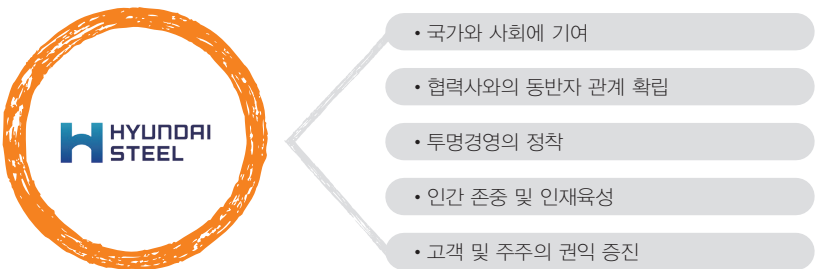 HYUNDAI
STEEL
• 국가와 사회에 기여
• 협력사와의 동반자 관계 확립
• 투명경영의 정착
• 인간 존중 및 인재육성
• 고객 및 주주의 권익 증진